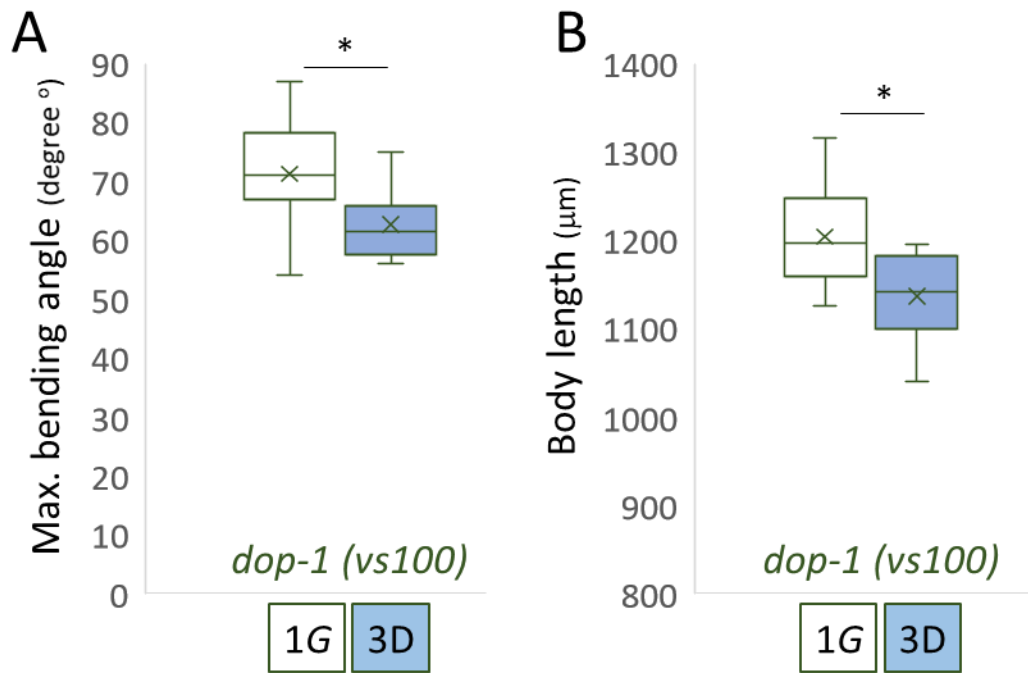 A
*
Max. bending angle (degree º)
90
80
70
60
50
40
30
20
10
0
dop-1 (vs100)
1G
3D
B
*
Body length (μm)
1400
1300
1200
1100
1000
900
800
dop-1 (vs100)
1G
3D